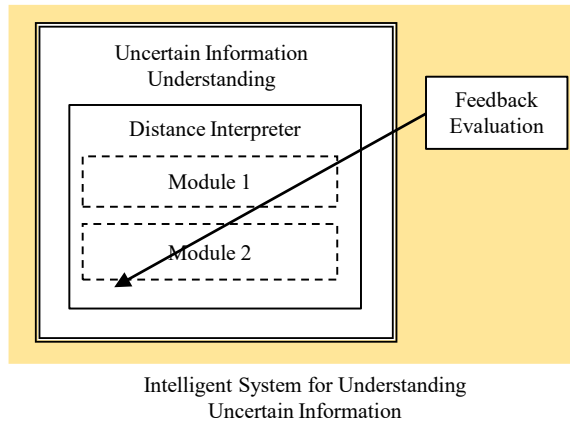 Uncertain Information
Understanding
Distance Interpreter
Module 1
Module 2
Feedback
Evaluation
Intelligent System for Understanding
Uncertain Information